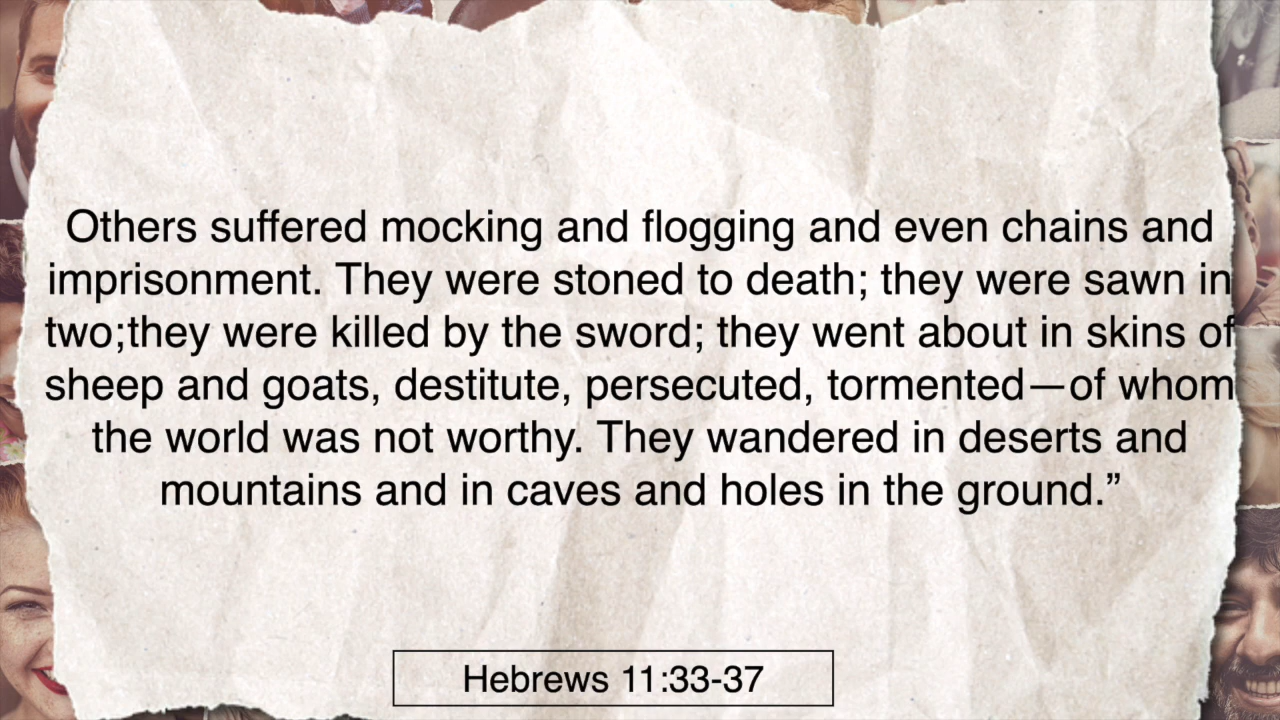 Others suffered mocking and flogging and even chains and
imprisonment. They were stoned to death; they were sawn in
two;they were killed by the sword; they went about in skins of
sheep and goats, destitute, persecuted, tormented—of whom
the world was not worthy. They wandered in deserts and
mountains and in caves and holes in the ground.”
Hebrews 11:33-37